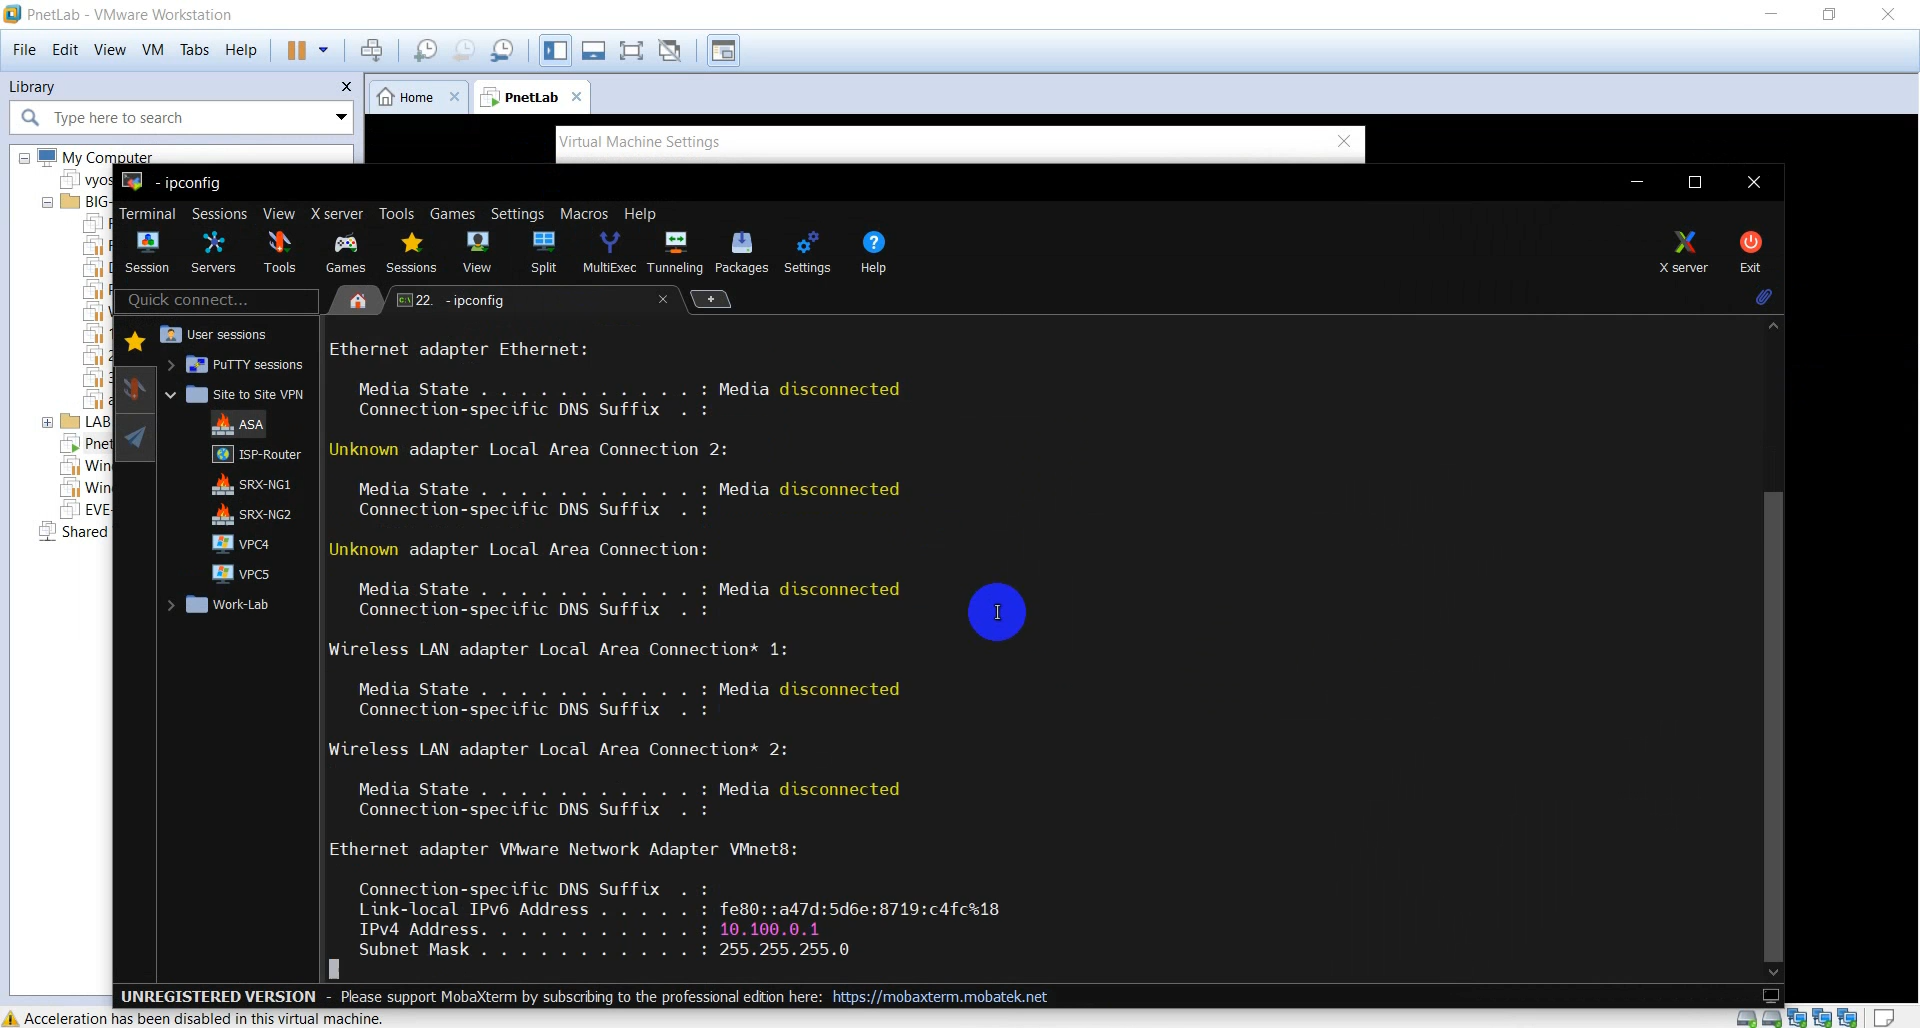 PnetLab - VMware Workstation
File Edit View VM Tabs Help
Library
Home
PnetLab
Type here to search
Virtual Machine Settings
My Computer
vyos
BIG-
LAB
Pnet
Win
Win
EVE-
Shared
- ipconfig
Terminal Sessions View X server Tools Games Settings Macros Help
Session Servers Tools Games Sessions View Split MultiExec Tunneling Packages Settings Help X server Exit
Quick connect...
22. - ipconfig
User sessions
PuTTY sessions
Site to Site VPN
ASA
ISP-Router
SRX-NG1
SRX-NG2
VPC4
VPC5
Work-Lab
Ethernet adapter Ethernet:
Media State . . . . . . . . . . . : Media disconnected
Connection-specific DNS Suffix . :
Unknown adapter Local Area Connection 2:
Media State . . . . . . . . . . . : Media disconnected
Connection-specific DNS Suffix . :
Unknown adapter Local Area Connection:
Media State . . . . . . . . . . . : Media disconnected
Connection-specific DNS Suffix . :
Wireless LAN adapter Local Area Connection* 1:
Media State . . . . . . . . . . . : Media disconnected
Connection-specific DNS Suffix . :
Wireless LAN adapter Local Area Connection* 2:
Media State . . . . . . . . . . . : Media disconnected
Connection-specific DNS Suffix . :
Ethernet adapter VMware Network Adapter VMnet8:
Connection-specific DNS Suffix . :
Link-local IPv6 Address . . . . . : fe80::a47d:5d6e:8719:c4fc%18
IPv4 Address. . . . . . . . . . . : 10.100.0.1
Subnet Mask . . . . . . . . . . . : 255.255.255.0
UNREGISTERED VERSION - Please support MobaXterm by subscribing to the professional edition here: https://mobaxterm.mobatek.net
Acceleration has been disabled in this virtual machine.